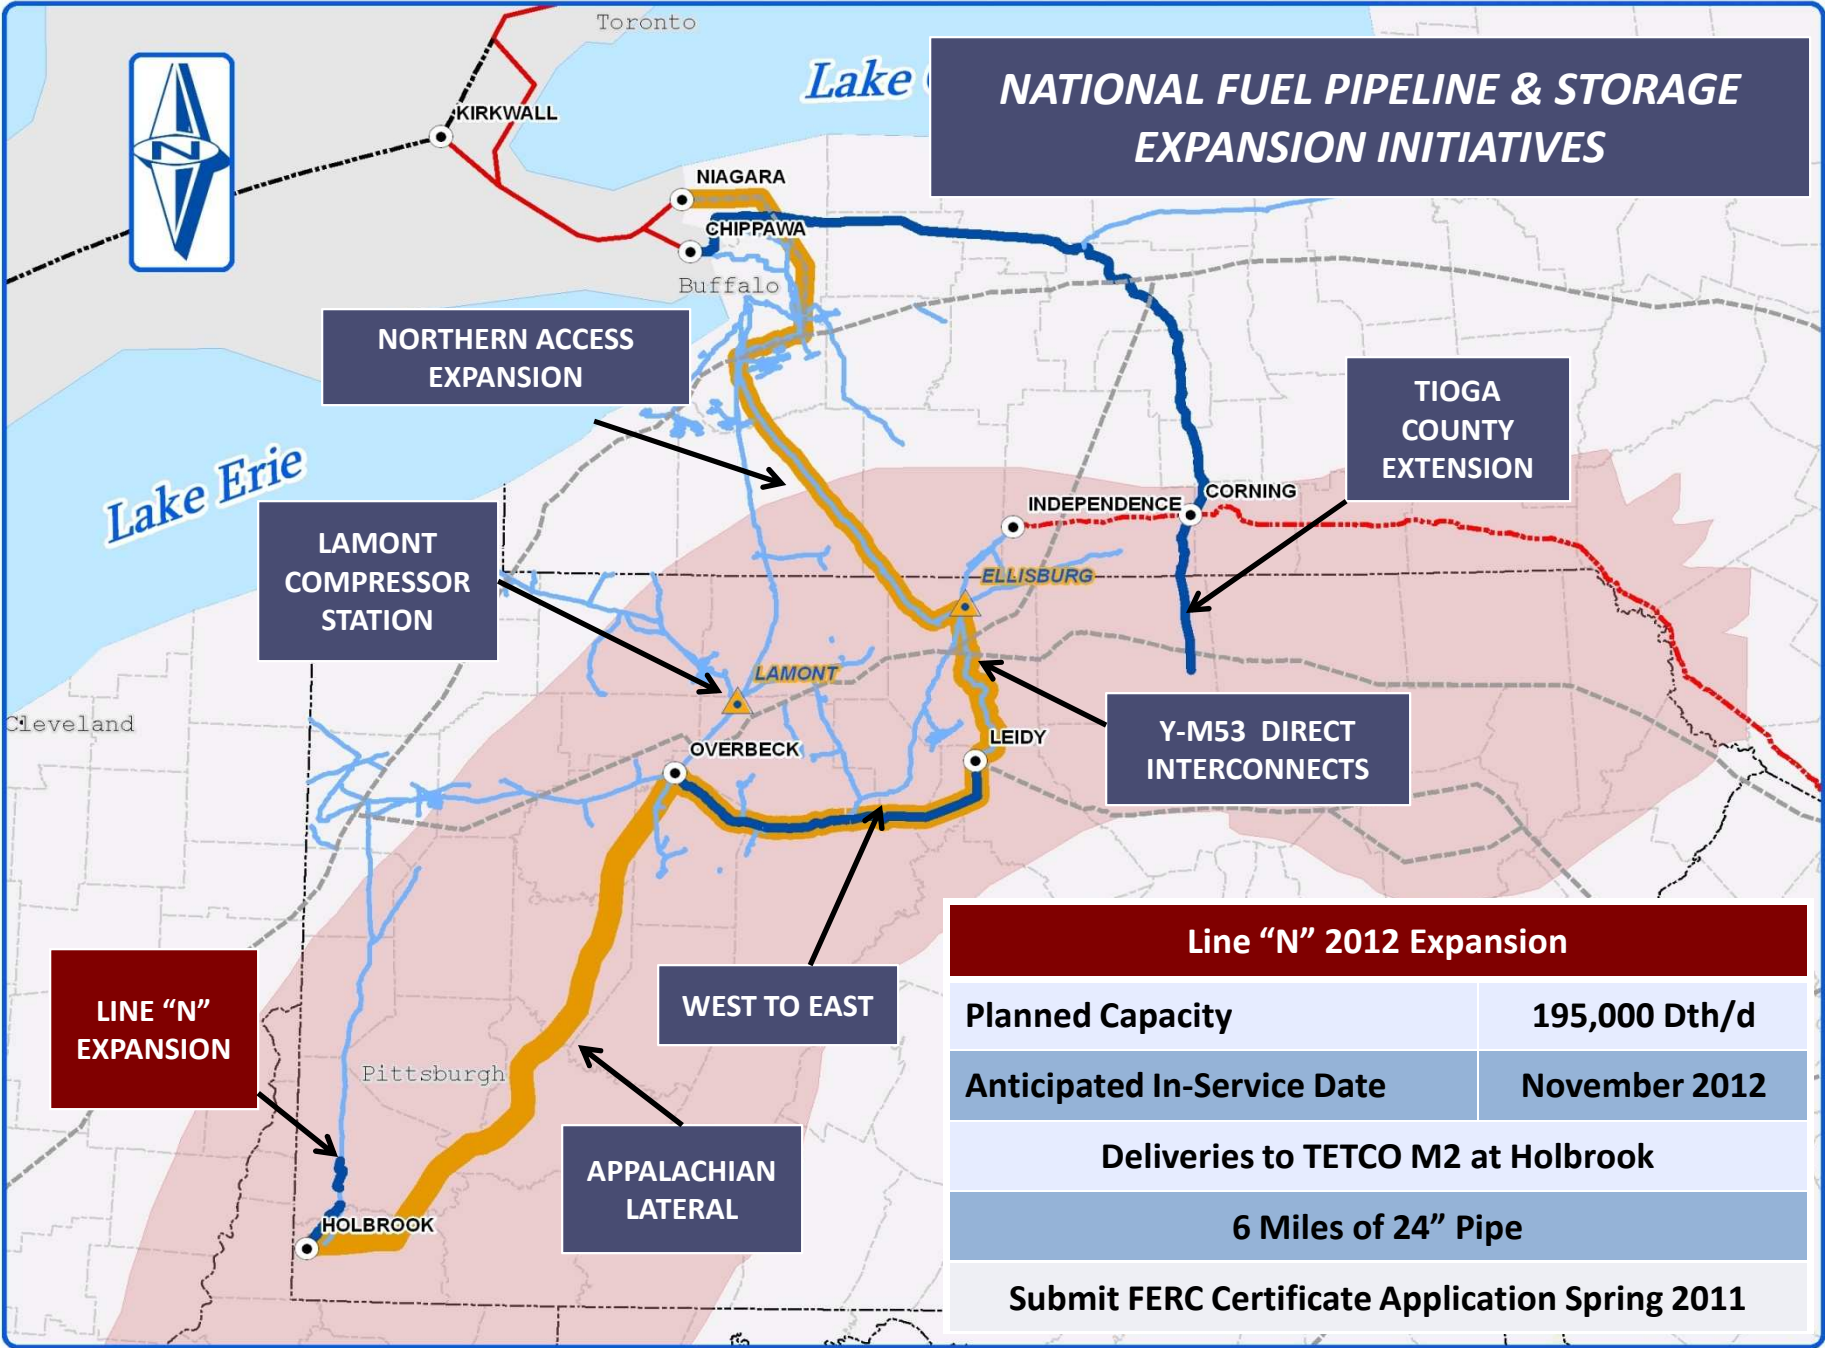 Toronto
Lake
NATIONAL FUEL PIPELINE & STORAGE
EXPANSION INITIATIVES
N
KIRKWALL
NIAGARA
CHIPPAWA
Buffalo
NORTHERN ACCESS
EXPANSION
TIOGA
COUNTY
EXTENSION
Lake Erie
CORNING
INDEPENDENCE
LAMONT
COMPRESSOR
STATION
ELLISBURG
LAMONT
Cleveland
Y-M53 DIRECT
INTERCONNECTS
LEIDY
OVERBECK
LINE “N”
EXPANSION
WEST TO EAST
Pittsburgh
APPALACHIAN
LATERAL
HOLBROOK
Line “N” 2012 Expansion
Planned Capacity 195,000 Dth/d
Anticipated In-Service Date November 2012
Deliveries to TETCO M2 at Holbrook
6 Miles of 24” Pipe
Submit FERC Certificate Application Spring 2011